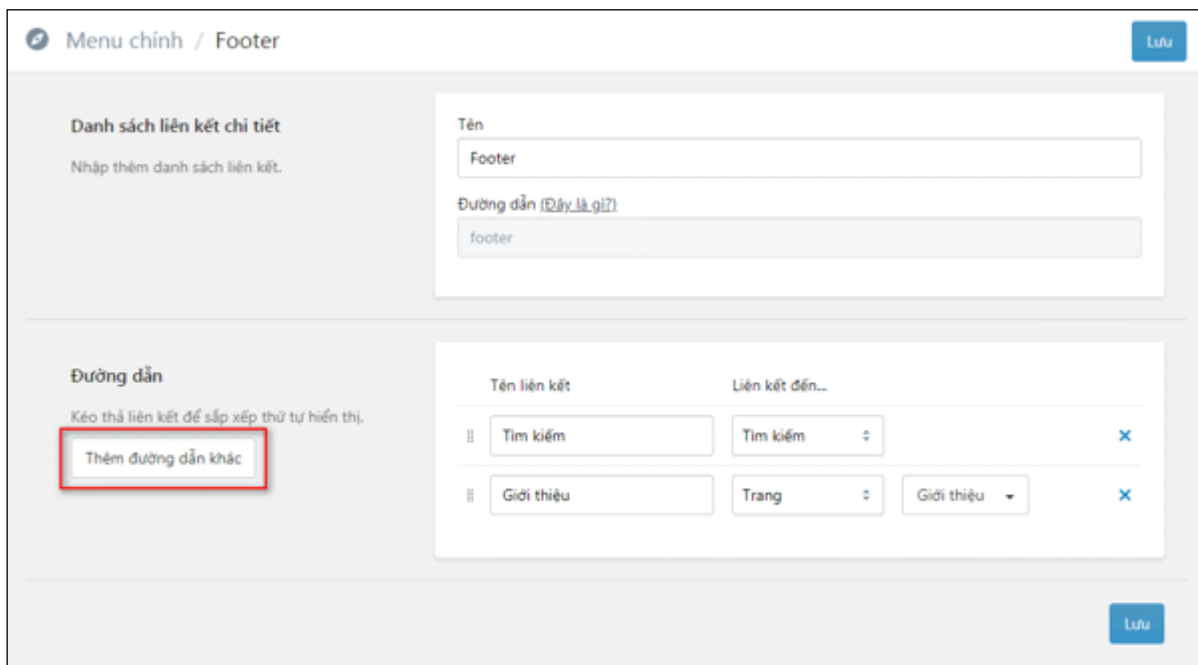 Menu chính / Footer
Lưu
Danh sách liên kết chi tiết
Nhập thêm danh sách liên kết.
Tên
Footer
Đường dẫn (Đây là gì?)
footer
Đường dẫn
Kéo thả liên kết để sắp xếp thứ tự hiển thị.
Thêm đường dẫn khác
Tên liên kết Liên kết đến...
Tìm kiếm Tìm kiếm
Giới thiệu Trang Giới thiệu
Lưu